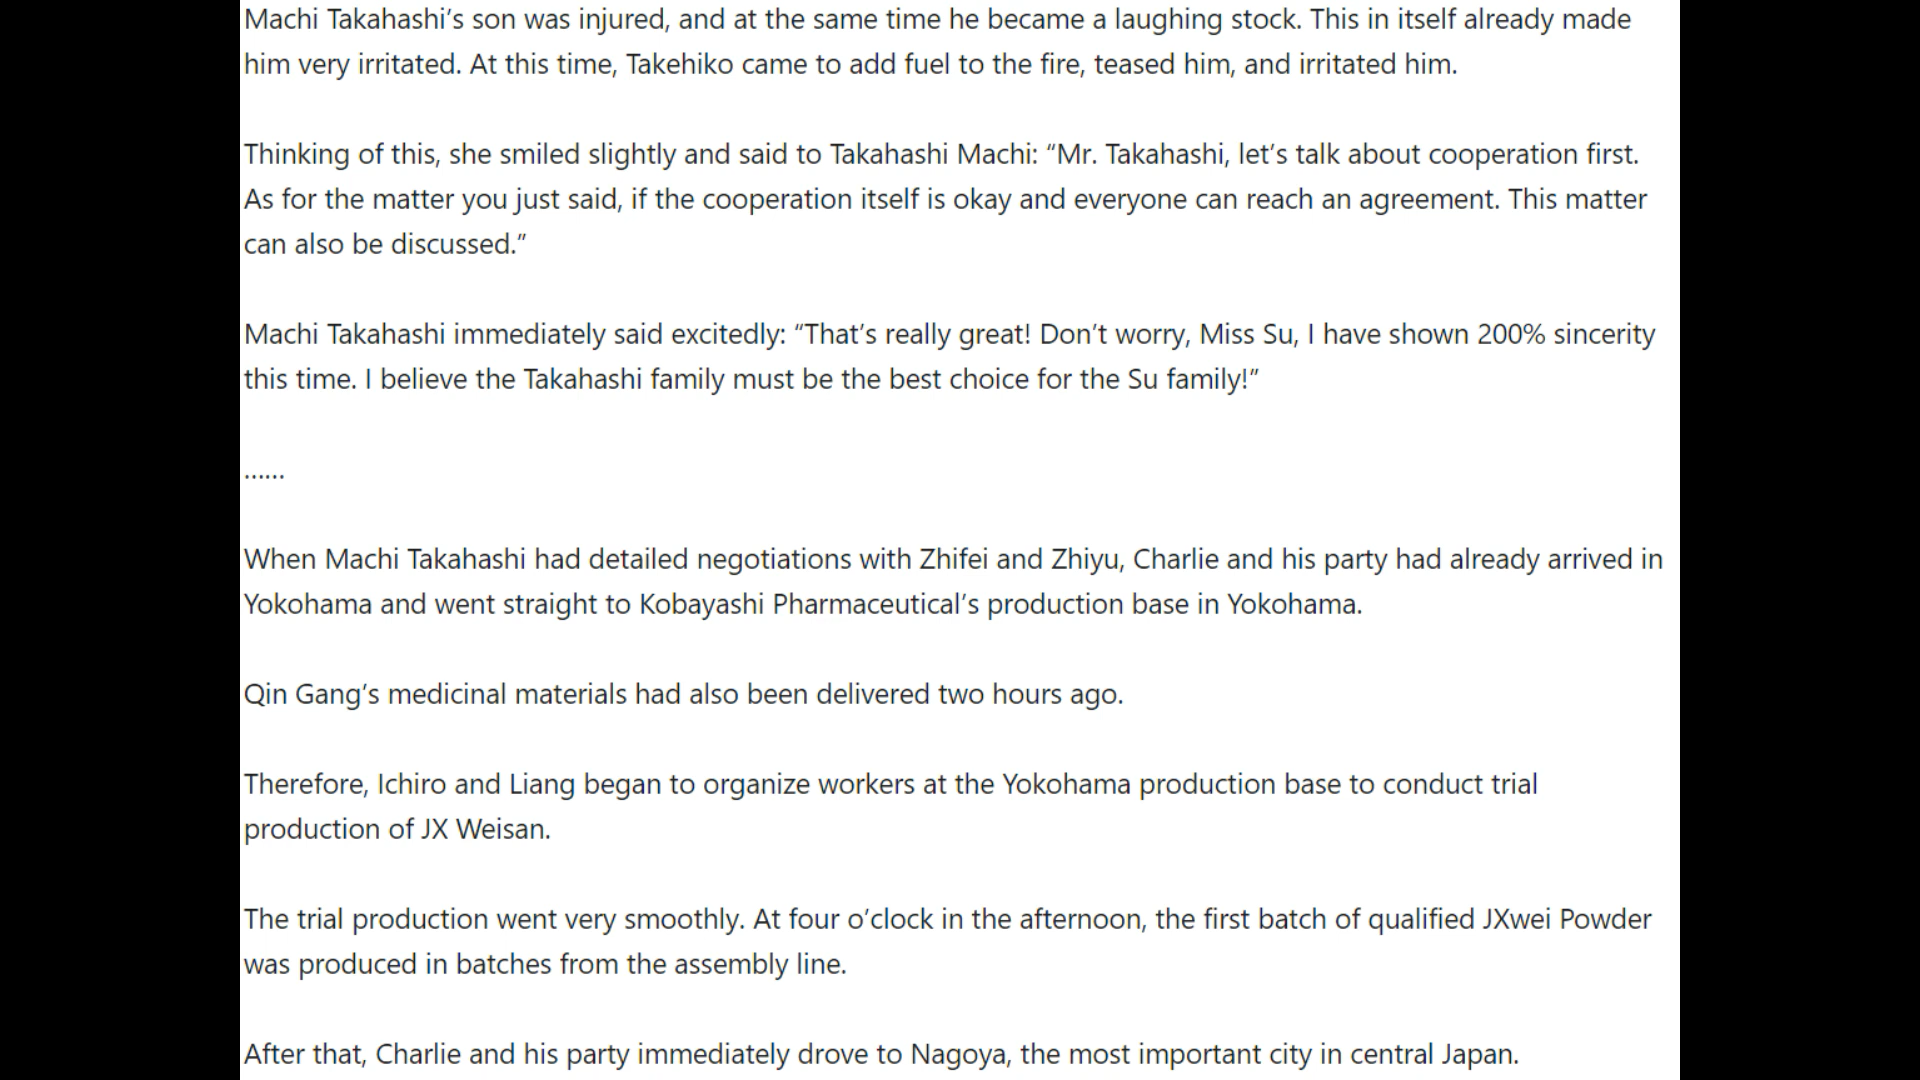 Machi Takahashi’s son was injured, and at the same time he became a laughing stock. This in itself already made
him very irritated. At this time, Takehiko came to add fuel to the fire, teased him, and irritated him.
Thinking of this, she smiled slightly and said to Takahashi Machi: “Mr. Takahashi, let’s talk about cooperation first.
As for the matter you just said, if the cooperation itself is okay and everyone can reach an agreement. This matter
can also be discussed.”
Machi Takahashi immediately said excitedly: “That’s really great! Don’t worry, Miss Su, I have shown 200% sincerity
this time. I believe the Takahashi family must be the best choice for the Su family!”
……
When Machi Takahashi had detailed negotiations with Zhifei and Zhiyu, Charlie and his party had already arrived in
Yokohama and went straight to Kobayashi Pharmaceutical’s production base in Yokohama.
Qin Gang’s medicinal materials had also been delivered two hours ago.
Therefore, Ichiro and Liang began to organize workers at the Yokohama production base to conduct trial
production of JX Weisan.
The trial production went very smoothly. At four o’clock in the afternoon, the first batch of qualified JXwei Powder
was produced in batches from the assembly line.
After that, Charlie and his party immediately drove to Nagoya, the most important city in central Japan.